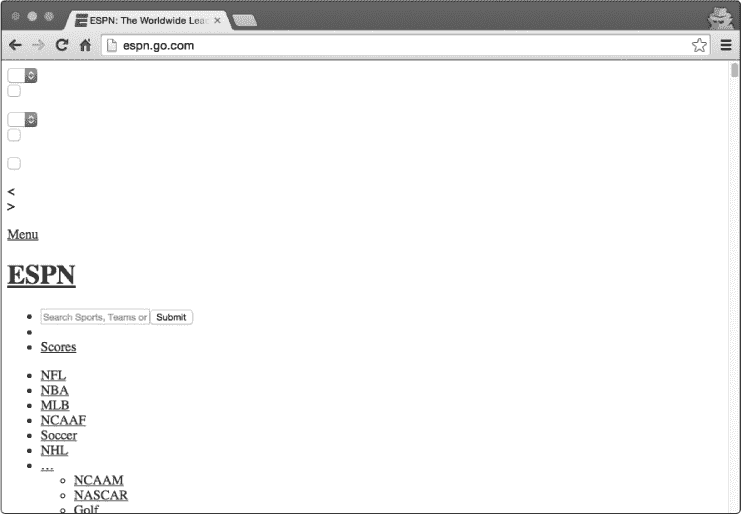 ESPN: The Worldwide Lea
espn.go.com
<
>
Menu
ESPN
Search Sports, Teams or Submit
Scores
NFL
NBA
MLB
NCAAF
Soccer
NHL
...
NCAAM
NASCAR
Golf